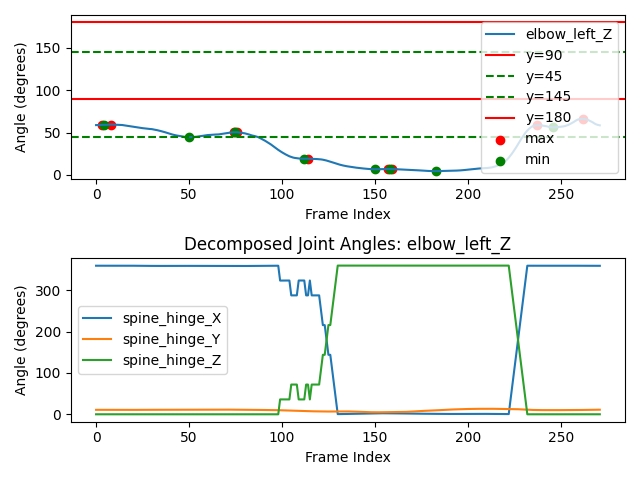 150
100
50
0
Angle (degrees)
elbow_left_Z
y=90
y=45
y=145
y=180
max
min
0 50 100 150 200 250
Frame Index
Decomposed Joint Angles: elbow_left_Z
300
200
100
0
Angle (degrees)
spine_hinge_X
spine_hinge_Y
spine_hinge_Z
0 50 100 150 200 250
Frame Index